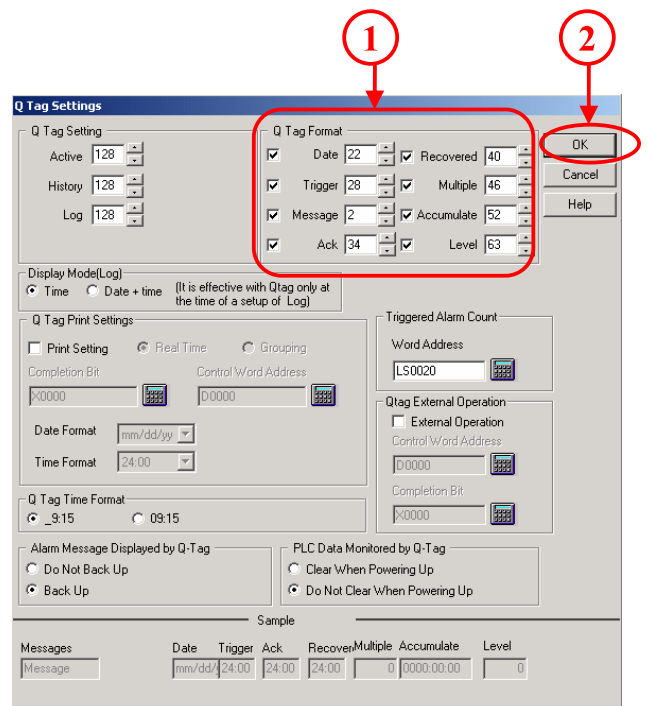 1
2
Q Tag Settings
Q Tag Setting
Active 128
History 128
Log 128
Q Tag Format
Date 22
Recovered 40
Trigger 28
Multiple 46
Message 2
Accumulate 52
Ack 34
Level 63
OK
Cancel
Help
Display Mode(Log)
Time
Date + time
(It is effective with Qtag only at
the time of a setup of Log)
Q Tag Print Settings
Print Setting
Real Time
Grouping
Completion Bit
Control Word Address
X0000
D0000
Date Format
mm/dd/yy
Time Format
24:00
Triggered Alarm Count
Word Address
LS0020
Qtag External Operation
External Operation
Control Word Address
D0000
Completion Bit
X0000
Q Tag Time Format
_9:15
09:15
Alarm Message Displayed by Q-Tag
Do Not Back Up
Back Up
PLC Data Monitored by Q-Tag
Clear When Powering Up
Do Not Clear When Powering Up
Sample
Messages Date Trigger Ack Recover Multiple Accumulate Level
Message mm/dd/ 24:00 24:00 24:00 0 0000:00:00 0